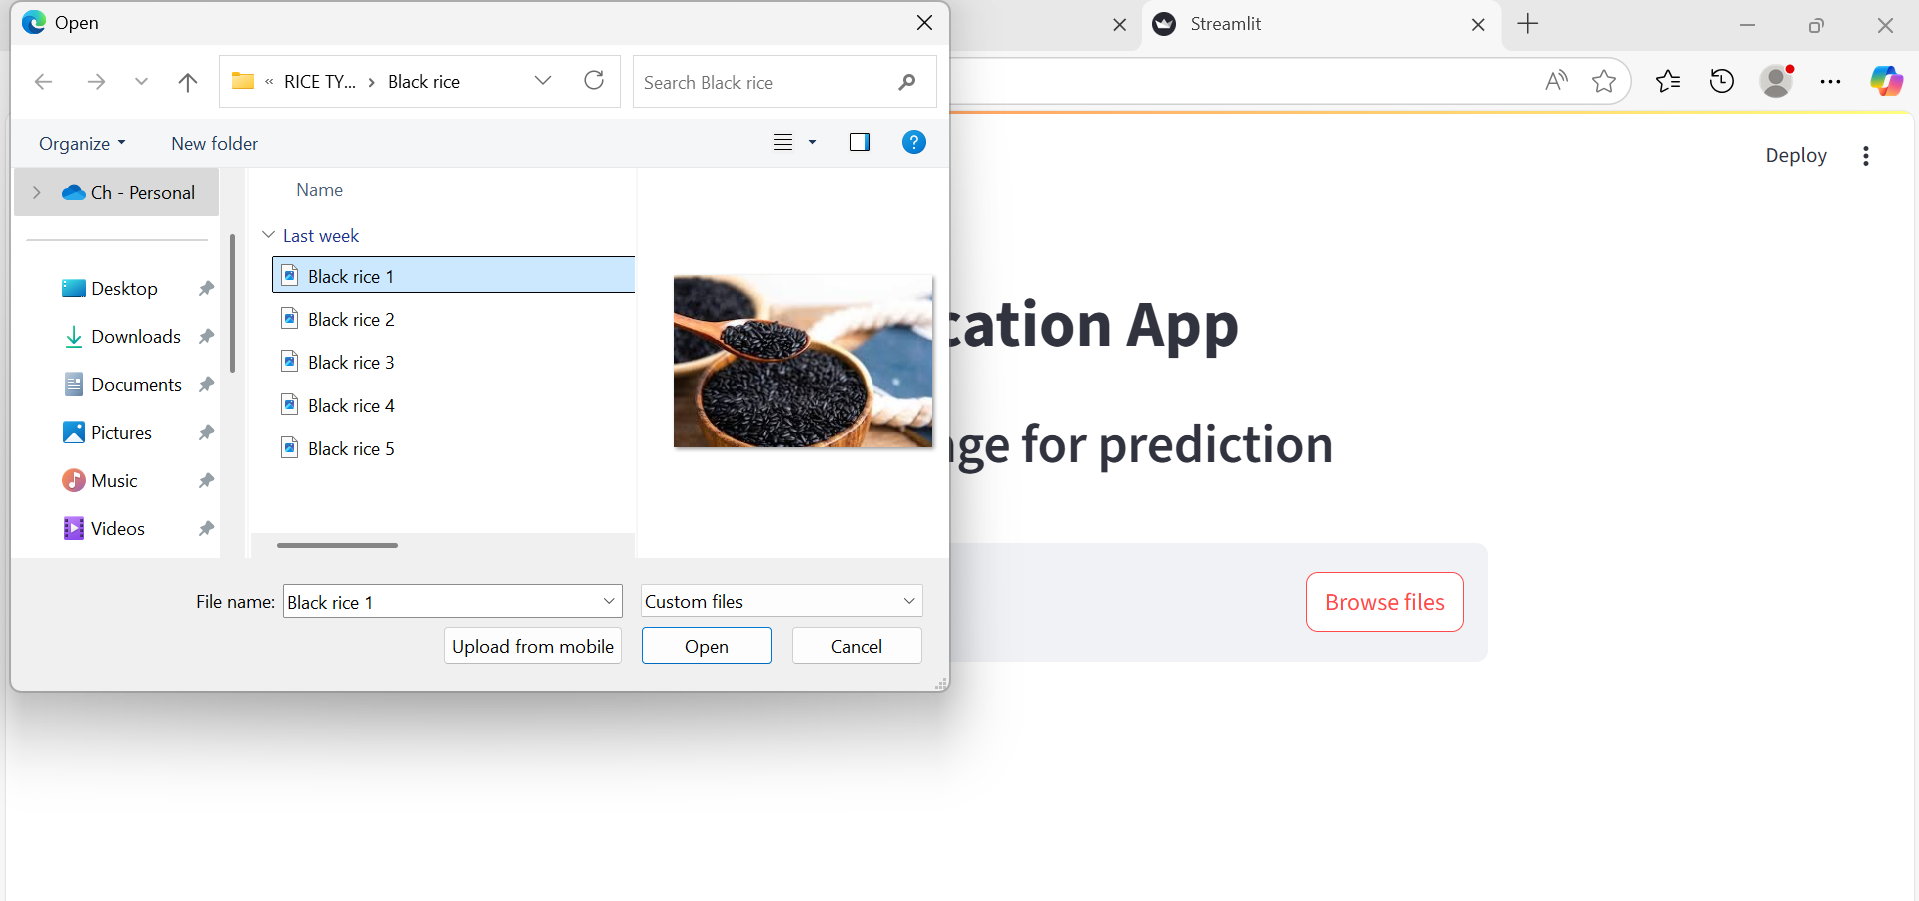 Open
Streamlit
« RICE TY... > Black rice
Search Black rice
Organize
New folder
?
Deploy
Ch - Personal
Name
Last week
Desktop
Downloads
Documents
Pictures
Music
Videos
Black rice 1
Black rice 2
Black rice 3
Black rice 4
Black rice 5
cation App
ge for prediction
File name:
Black rice 1
Custom files
Browse files
Upload from mobile
Open
Cancel